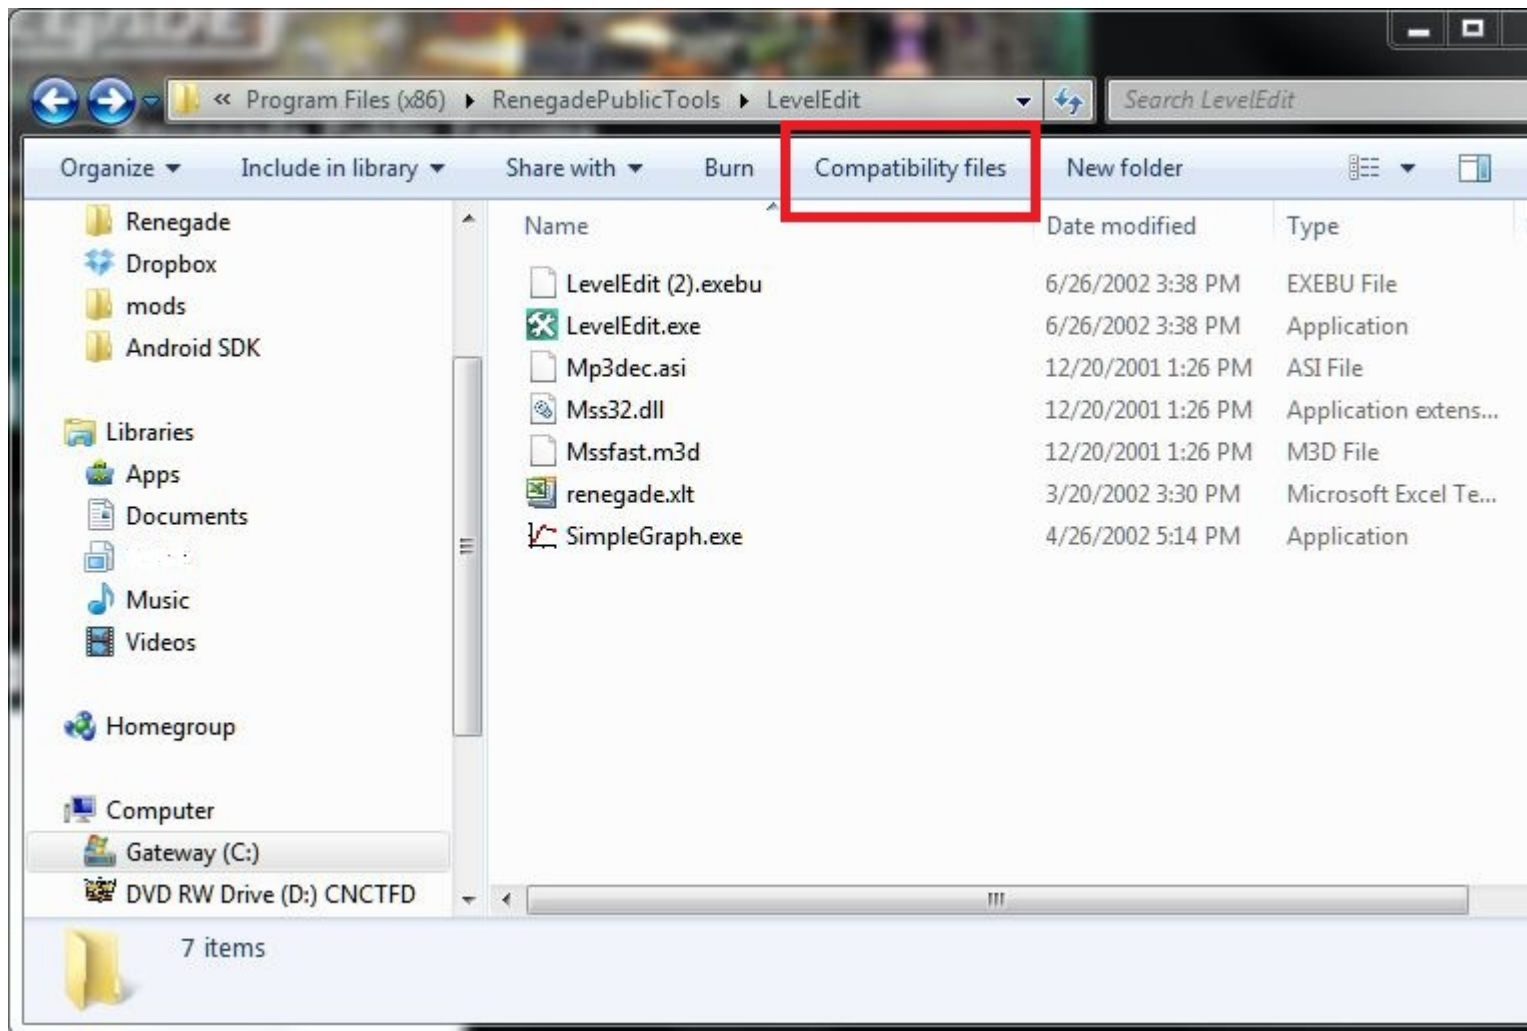 « Program Files (x86) RenegadePublicTools LevelEdit Search LevelEdit
Organize Include in library Share with Burn Compatibility files New folder
Renegade
Dropbox
mods
Android SDK
Libraries
Apps
Documents
Music
Videos
Homegroup
Computer
Gateway (C:)
DVD RW Drive (D:) CNCTFD
Name Date modified Type
LevelEdit (2).exebu 6/26/2002 3:38 PM EXEBU File
LevelEdit.exe 6/26/2002 3:38 PM Application
Mp3dec.asi 12/20/2001 1:26 PM ASI File
Mss32.dll 12/20/2001 1:26 PM Application extens...
Mssfast.m3d 12/20/2001 1:26 PM M3D File
renegade.xlt 3/20/2002 3:30 PM Microsoft Excel Te...
SimpleGraph.exe 4/26/2002 5:14 PM Application
7 items